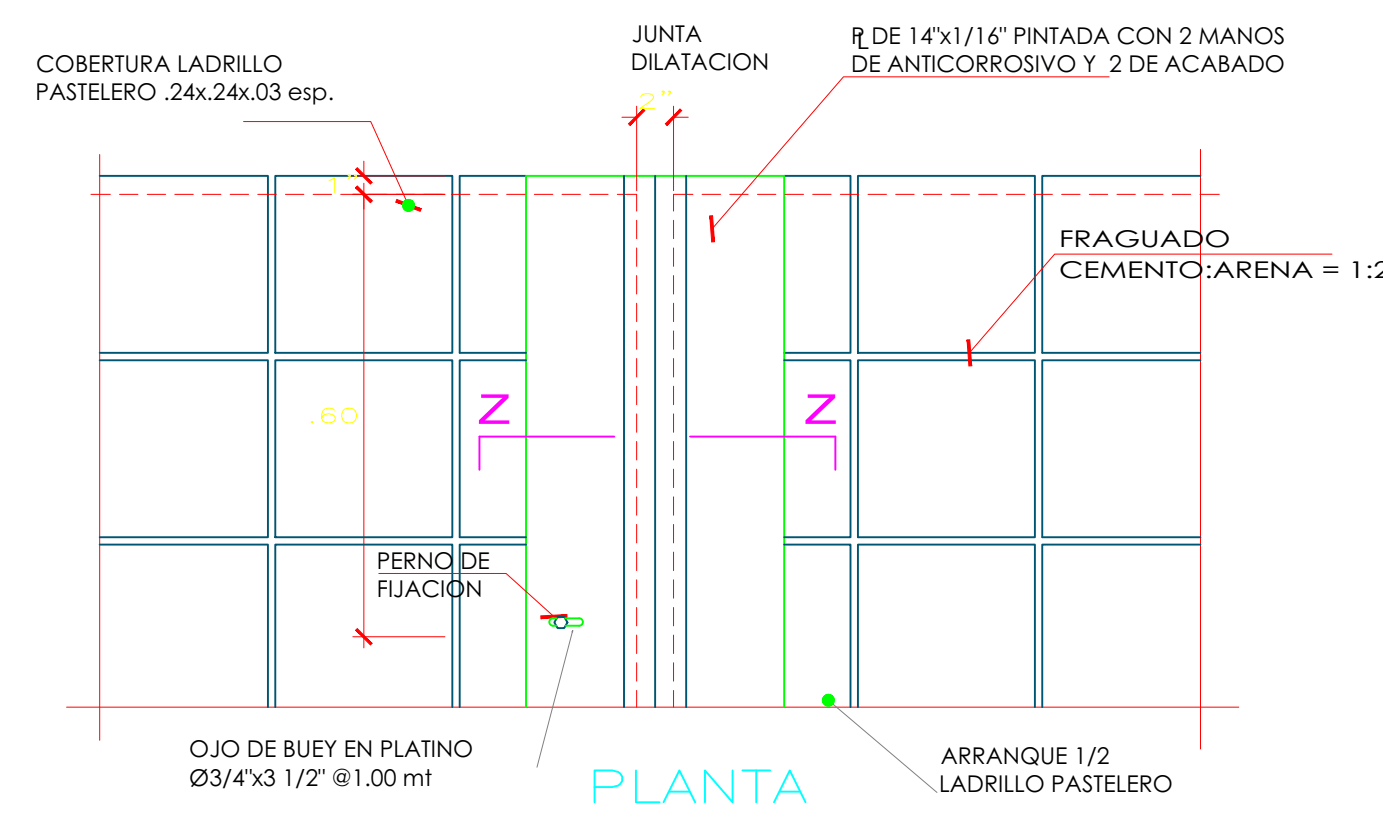 JUNTA
DILATACION
COBERTURA LADRILLO
PASTELERO .24x.24x.03 esp.
PL DE 14"x1/16" PINTADA CON 2 MANOS
DE ANTICORROSIVO Y 2 DE ACABADO
2"
1"
FRAGUADO
CEMENTO:ARENA = 1:2
.60
Z
Z
PERNO DE
FIJACION
OJO DE BUEY EN PLATINO
Ø3/4"x3 1/2" @1.00 mt
PLANTA
ARRANQUE 1/2
LADRILLO PASTELERO